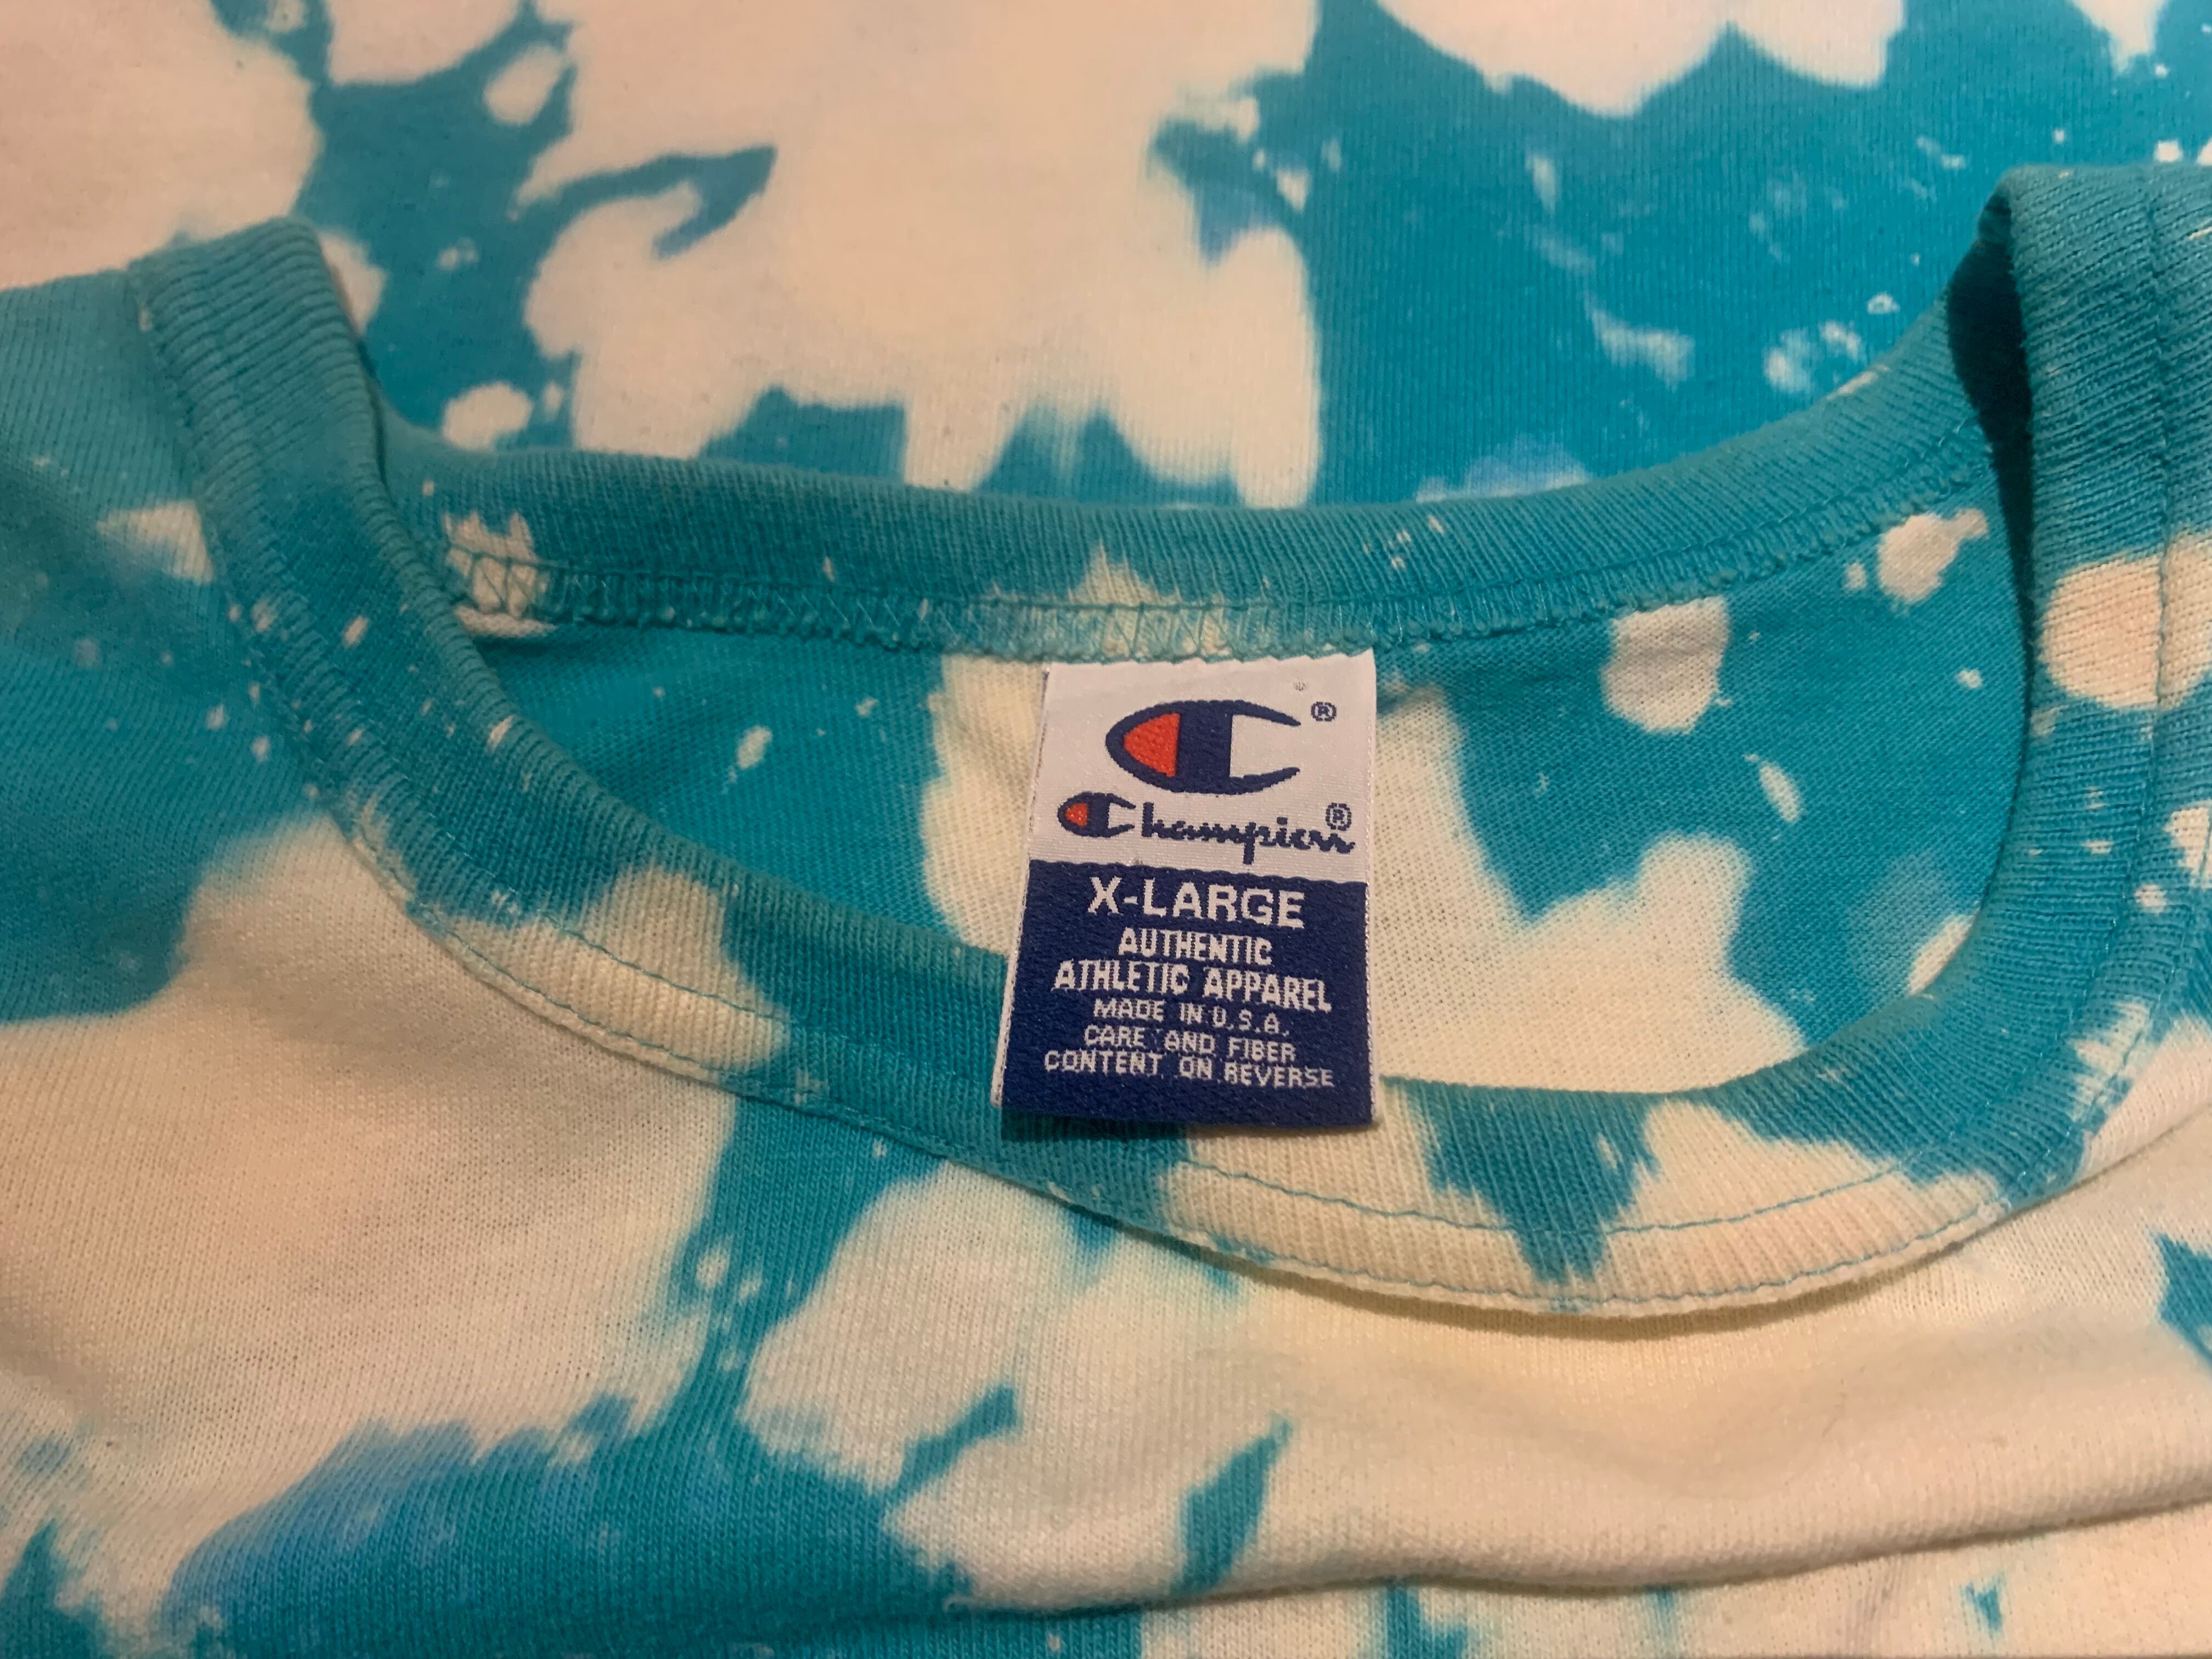 ®
Champion®
X-LARGE
AUTHENTIC
ATHLETIC APPAREL
MADE IN U.S.A.
CARE AND FIBER
CONTENT ON REVERSE